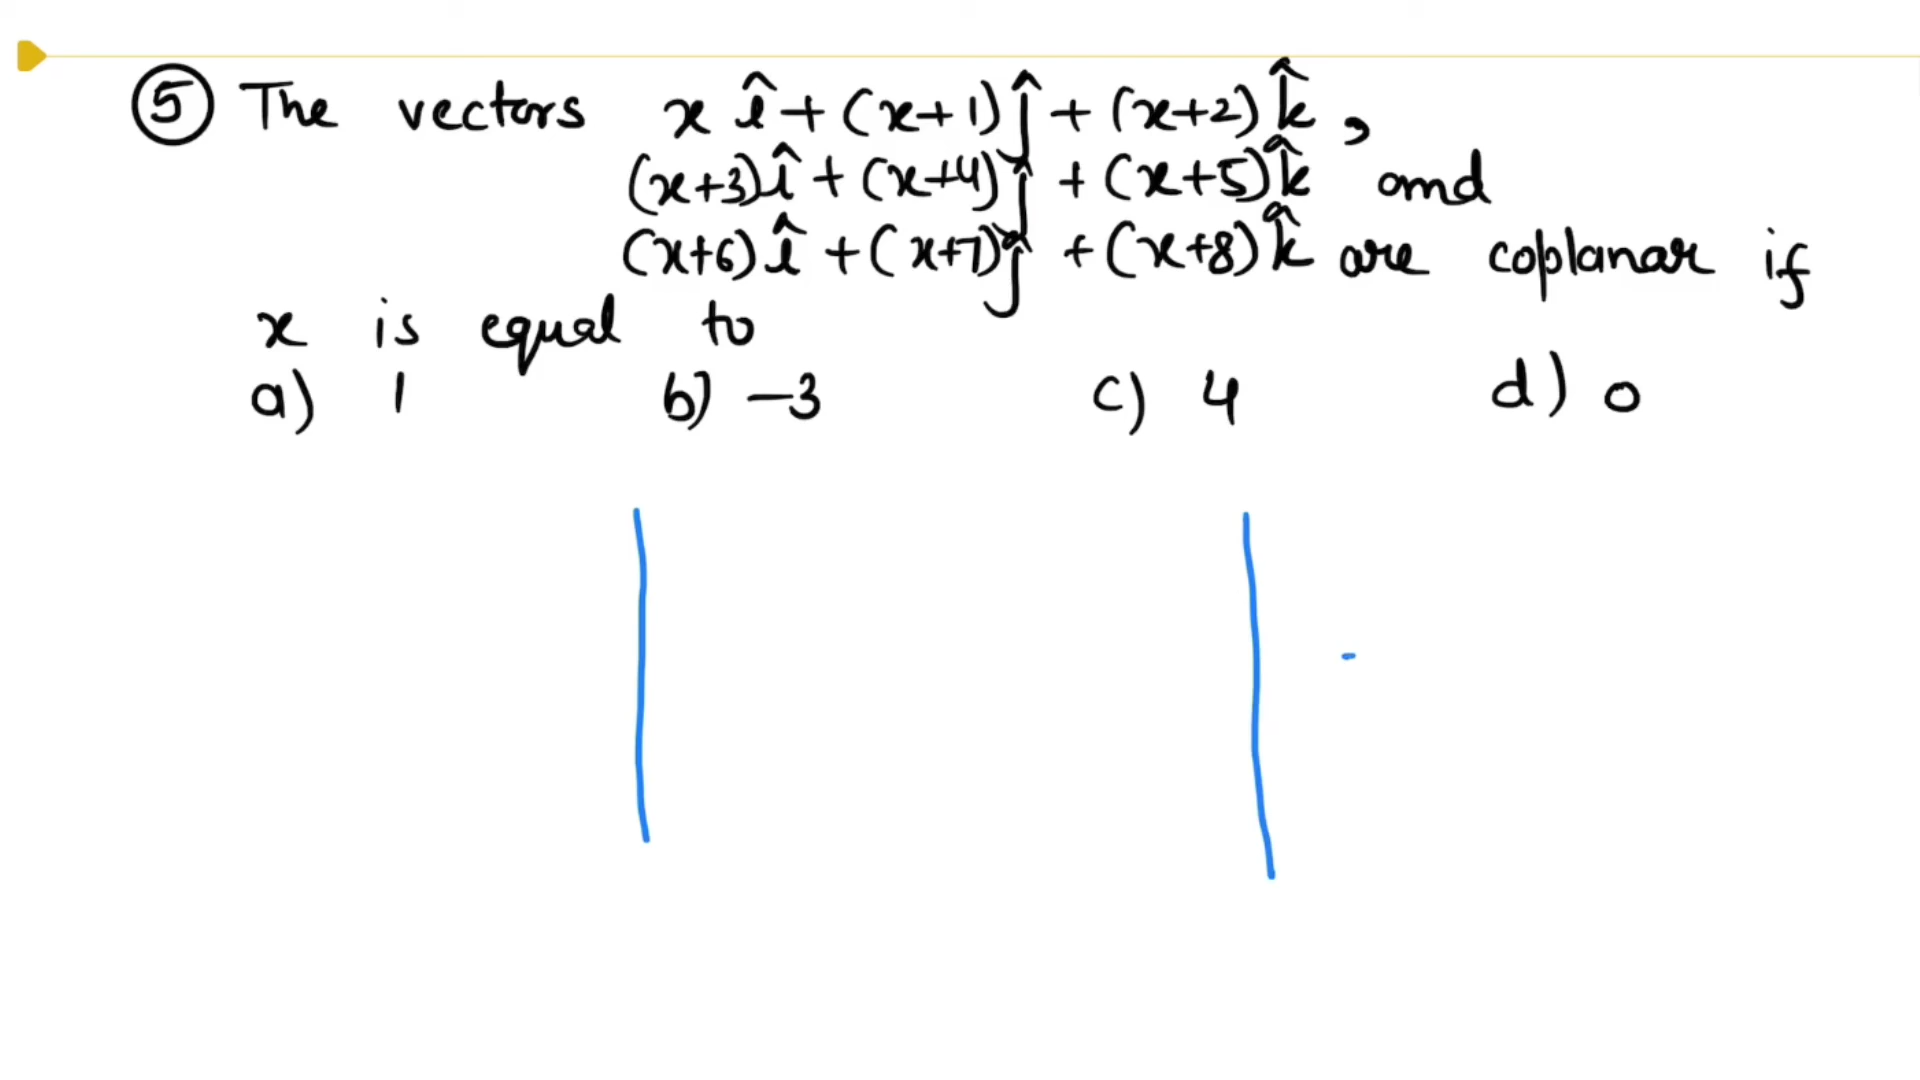 ⑤ The vectors x î + (x+1) ĵ + (x+2) k̂ ,
(x+3) î + (x+4) ĵ + (x+5) k̂ and
(x+6) î + (x+7) ĵ + (x+8) k̂ are coplanar if
x is equal to
a) 1 b) -3 c) 4 d) 0